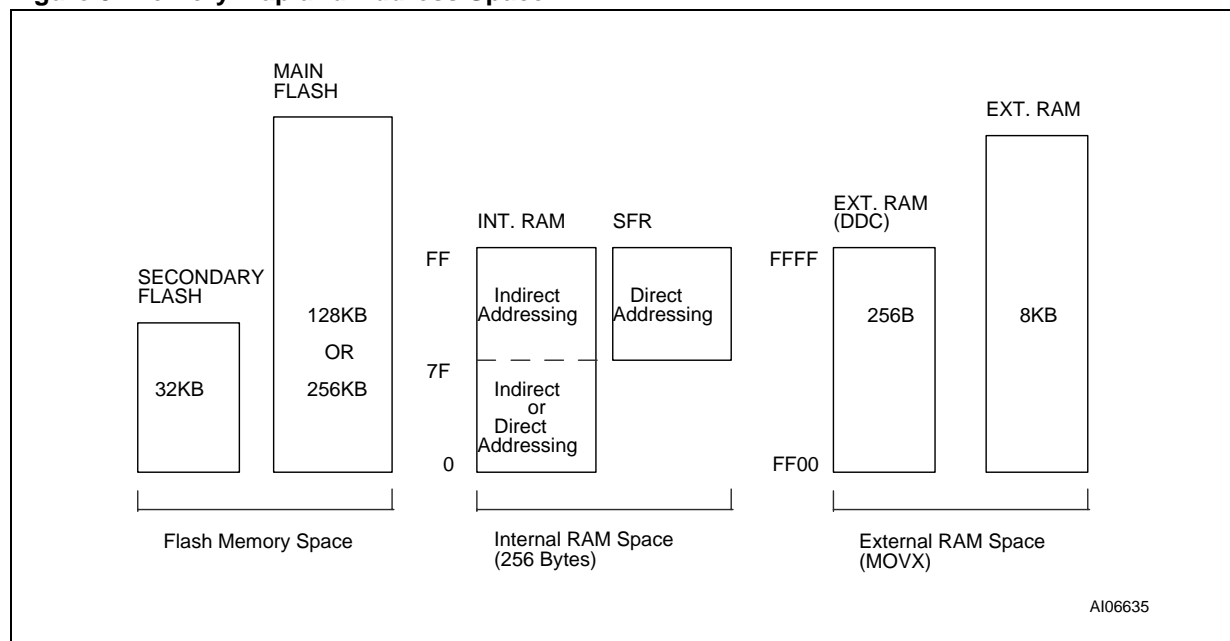 MAIN
FLASH
EXT. RAM
EXT. RAM
(DDC)
INT. RAM
SFR
FF
FFFF
SECONDARY
FLASH
Indirect
Addressing
Direct
Addressing
128KB
OR
256KB
256B
8KB
7F
32KB
Indirect
or
Direct
Addressing
0
FF00
Flash Memory Space
Internal RAM Space
(256 Bytes)
External RAM Space
(MOVX)
AI06635